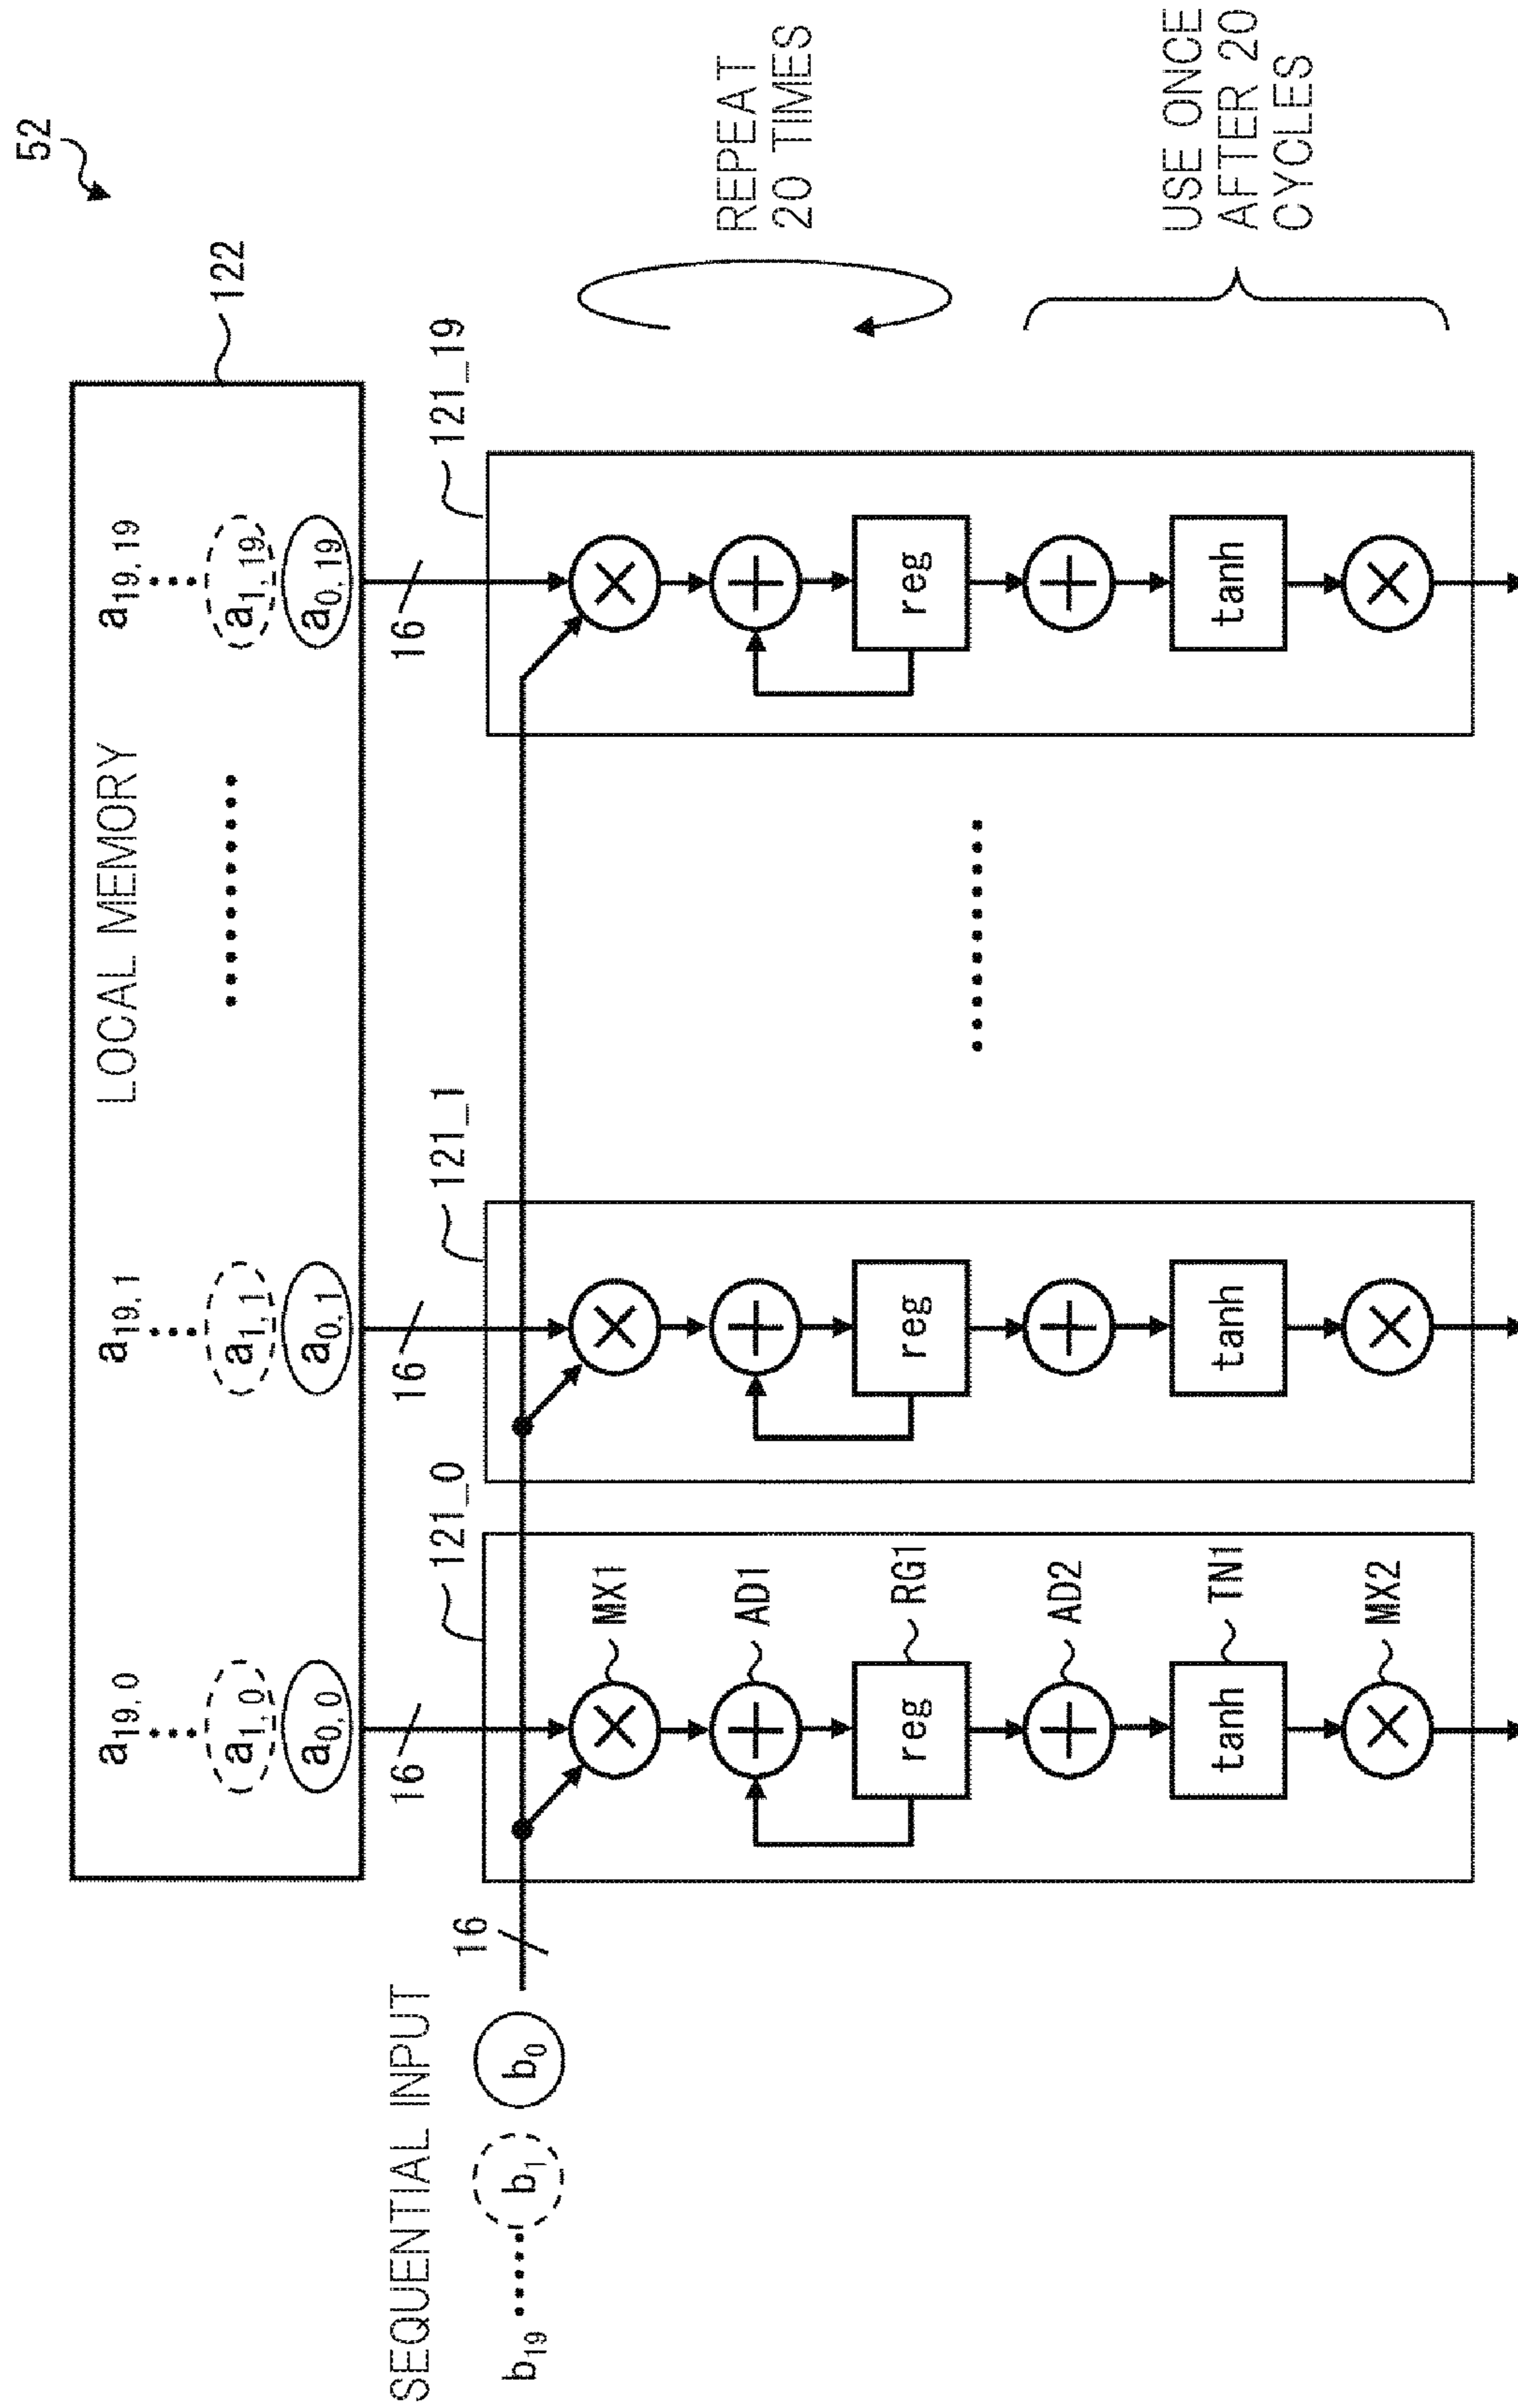 52
122
LOCAL MEMORY
a19,0 a19,1 a19,19
a1,0 a1,1 a1,19
a0,0 a0,1 a0,19
16 16 16
SEQUENTIAL INPUT
b19 b1 b0
16
121_0 121_1 121_19
MX1
AD1
reg RG1 reg reg
AD2
tanh TN1 tanh tanh
MX2
REPEAT
20 TIMES
USE ONCE
AFTER 20
CYCLES